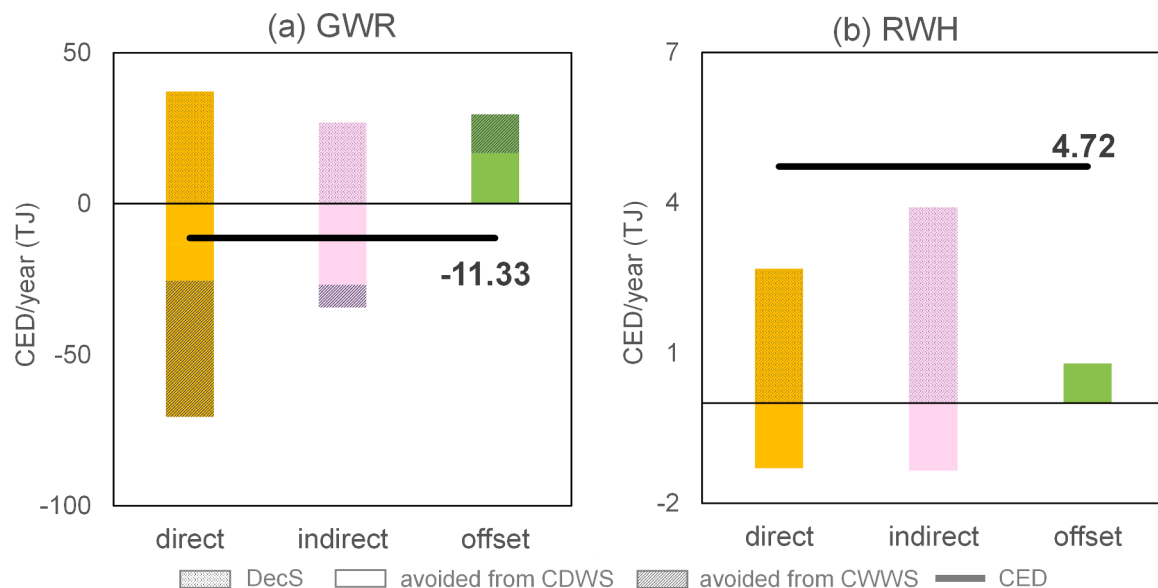 (a) GWR
(b) RWH
50
0
-50
-100
CED/year (TJ)
-11.33
direct
indirect
offset
7
4
1
-2
CED/year (TJ)
4.72
direct
indirect
offset
DecS
avoided from CDWS
avoided from CWWS
CED